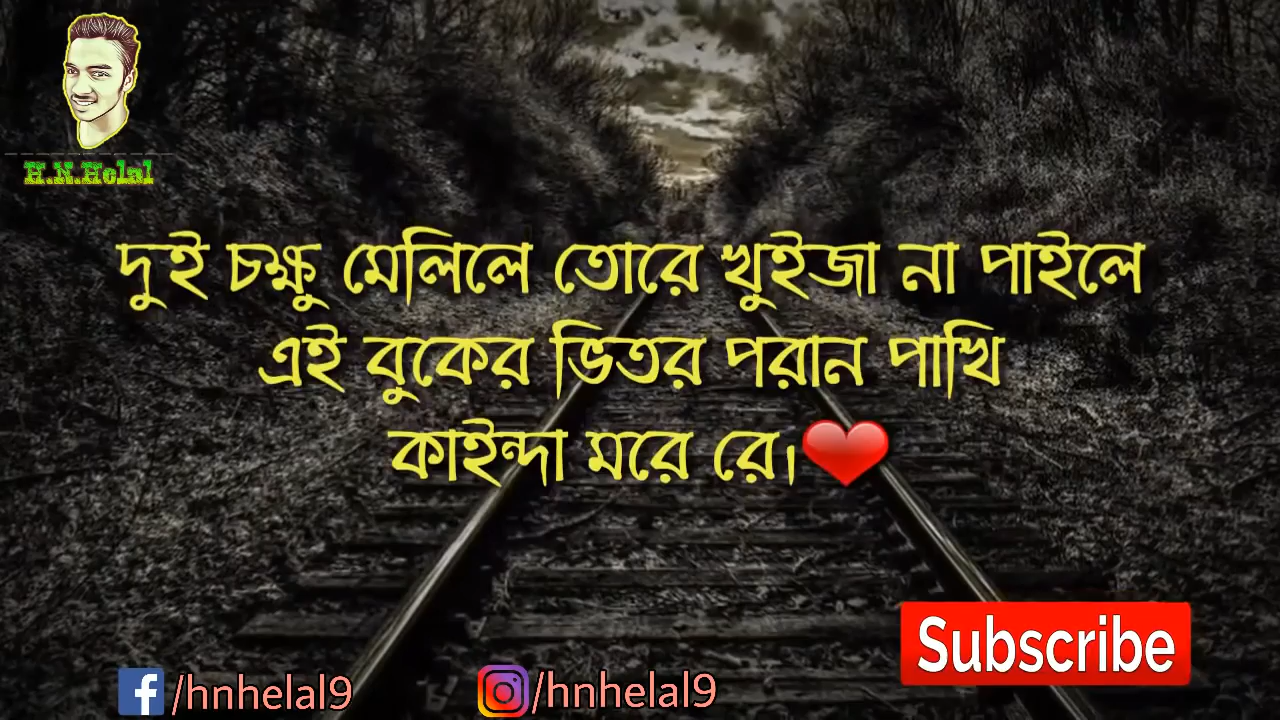 H.N.Helal
দুই চক্ষু মেলিলে তোরে খুইজা না পাইলে
এই বুকের ভিতর পরান পাখি
কাইন্দা মরে রে।❤
Subscribe
/hnhelal9
/hnhelal9